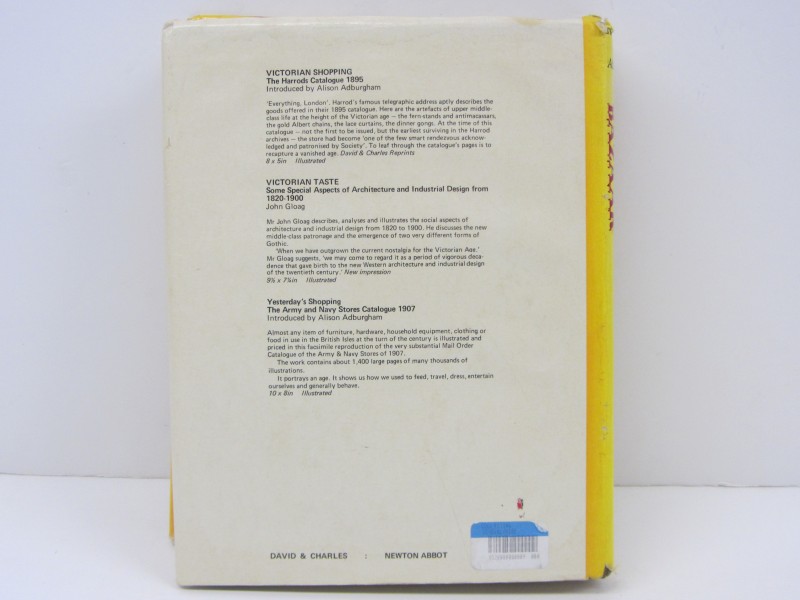 VICTORIAN SHOPPING
The Harrods Catalogue 1895
Introduced by Alison Adburgham
'Everything, London'. Harrod's famous telegraphic address aptly describes the
goods offered in their 1895 catalogue. Here are the artefacts of upper middle-
class life at the height of the Victorian age — the fern-stands and antimacassars,
the gold Albert chains, the lace curtains, the dinner gongs. At the time of this
catalogue — not the first to be issued, but the earliest surviving in the Harrod
archives — the store had become 'one of the few smart rendezvous acknow-
ledged and patronised by Society'. To leaf through the catalogue's pages is to
recapture a vanished age. David & Charles Reprints
8 x 5in Illustrated
VICTORIAN TASTE
Some Special Aspects of Architecture and Industrial Design from
1820-1900
John Gloag
Mr John Gloag describes, analyses and illustrates the social aspects of
architecture and industrial design from 1820 to 1900. He discusses the new
middle-class patronage and the emergence of two very different forms of
Gothic.
'When we have outgrown the current nostalgia for the Victorian Age,'
Mr Gloag suggests, 'we may come to regard it as a period of vigorous deca-
dence that gave birth to the new Western architecture and industrial design
of the twentieth century.' New impression
9¾ x 7¼in Illustrated
Yesterday's Shopping
The Army and Navy Stores Catalogue 1907
Introduced by Alison Adburgham
Almost any item of furniture, hardware, household equipment, clothing or
food in use in the British Isles at the turn of the century is illustrated and
priced in this facsimile reproduction of the very substantial Mail Order
Catalogue of the Army & Navy Stores of 1907.
The work contains about 1,400 large pages of many thousands of
illustrations.
It portrays an age. It shows us how we used to feed, travel, dress, entertain
ourselves and generally behave.
10 x 8in Illustrated
DAVID & CHARLES : NEWTON ABBOT